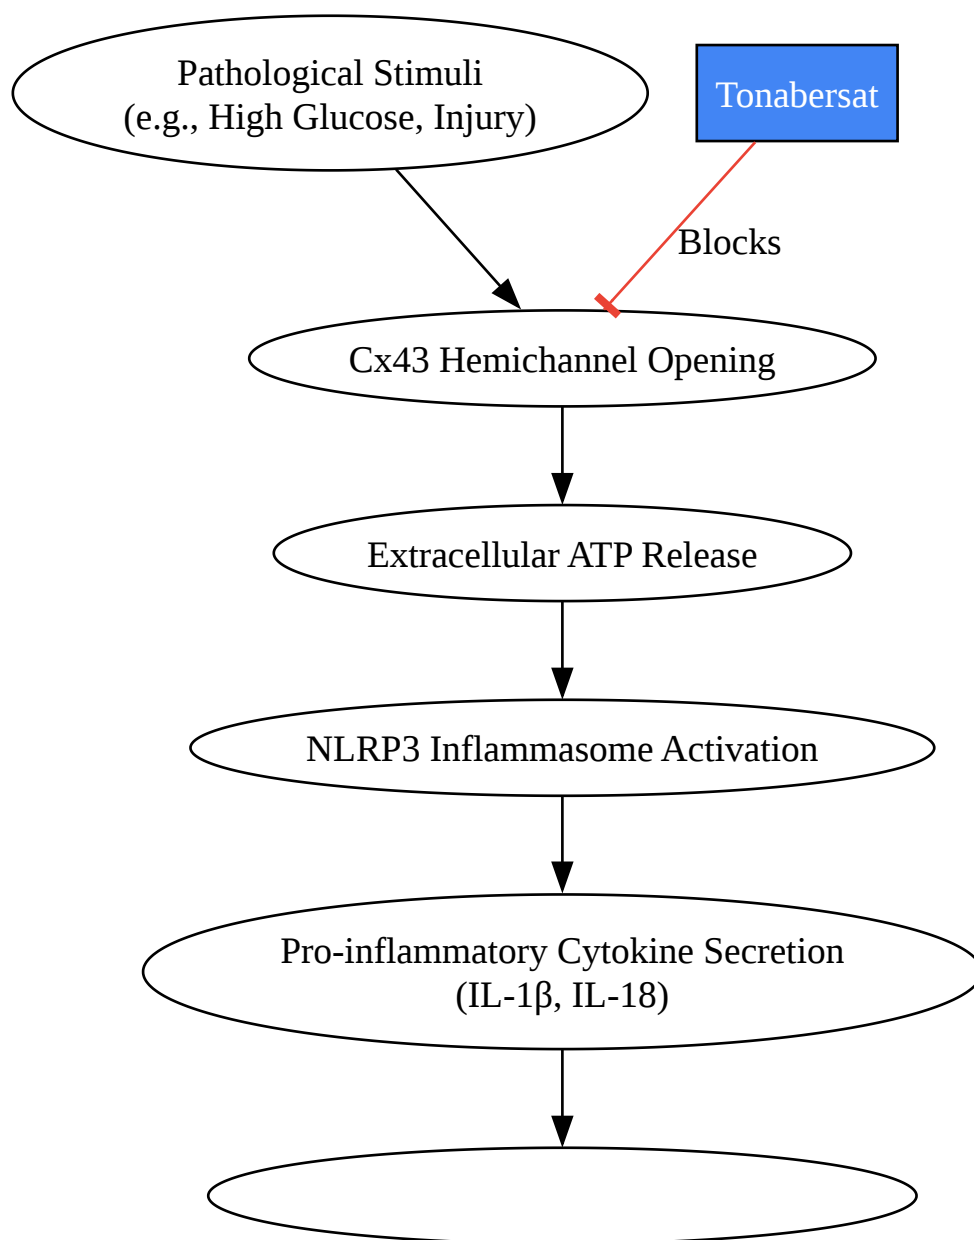 Pathological Stimuli
(e.g., High Glucose, Injury)
Tonabersat
Blocks
Cx43 Hemichannel Opening
Extracellular ATP Release
NLRP3 Inflammasome Activation
Pro-inflammatory Cytokine Secretion
(IL-1β, IL-18)